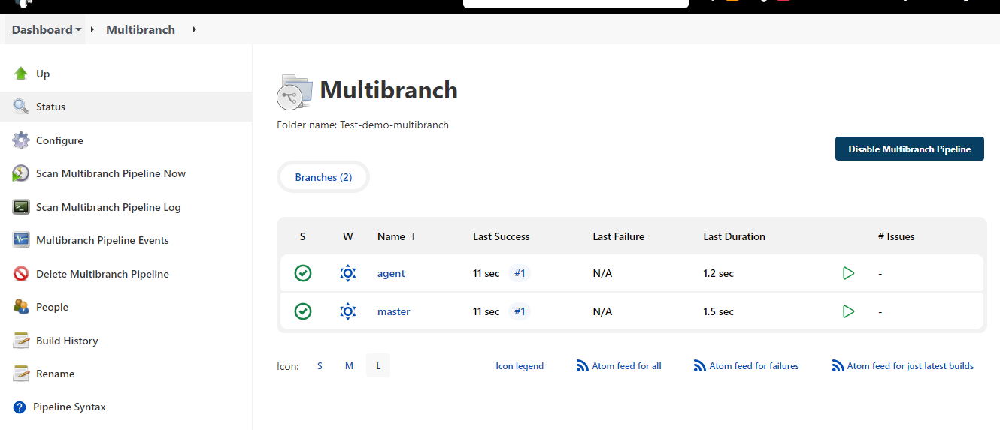 Dashboard Multibranch
Up
Status
Configure
Scan Multibranch Pipeline Now
Scan Multibranch Pipeline Log
Multibranch Pipeline Events
Delete Multibranch Pipeline
People
Build History
Rename
Pipeline Syntax
Multibranch
Folder name: Test-demo-multibranch
Disable Multibranch Pipeline
Branches (2)
S W Name ↓ Last Success Last Failure Last Duration # Issues
agent 11 sec #1 N/A 1.2 sec -
master 11 sec #1 N/A 1.5 sec -
Icon: S M L Icon legend Atom feed for all Atom feed for failures Atom feed for just latest builds